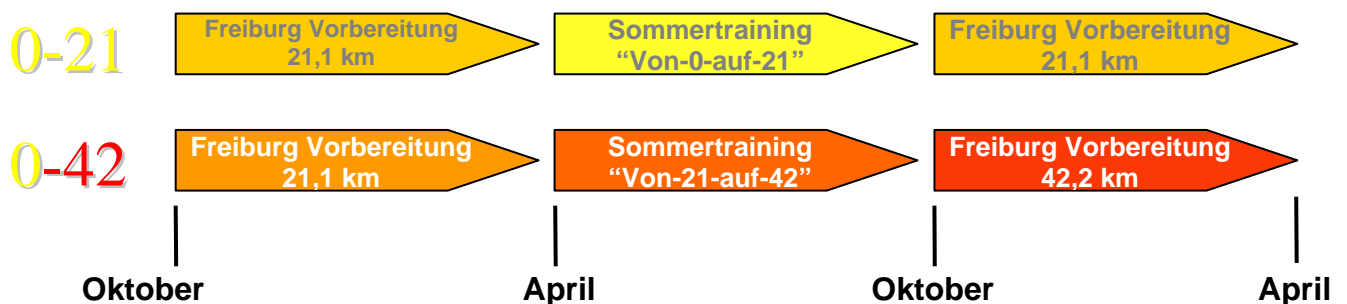 0-21
Freiburg Vorbereitung
21,1 km
Sommertraining
“Von-0-auf-21”
Freiburg Vorbereitung
21,1 km
0-42
Freiburg Vorbereitung
21,1 km
Sommertraining
“Von-21-auf-42”
Freiburg Vorbereitung
42,2 km
Oktober
April
Oktober
April